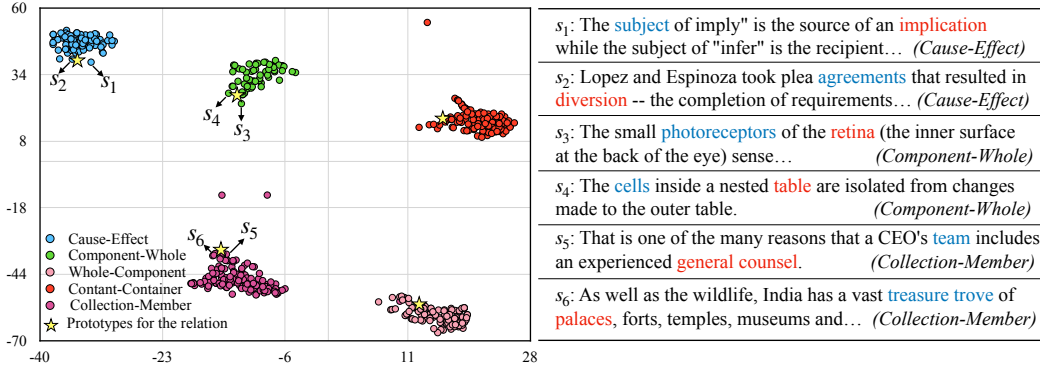 60
34
8
-18
-44
-70
-40
-23
-6
11
28
s2
s1
s4
s3
s6
s5
Cause-Effect
Component-Whole
Whole-Component
Contant-Container
Collection-Member
Prototypes for the relation
s1: The subject of imply" is the source of an implication
while the subject of "infer" is the recipient… (Cause-Effect)
s2: Lopez and Espinoza took plea agreements that resulted in
diversion -- the completion of requirements… (Cause-Effect)
s3: The small photoreceptors of the retina (the inner surface
at the back of the eye) sense… (Component-Whole)
s4: The cells inside a nested table are isolated from changes
made to the outer table. (Component-Whole)
s5: That is one of the many reasons that a CEO's team includes
an experienced general counsel. (Collection-Member)
s6: As well as the wildlife, India has a vast treasure trove of
palaces, forts, temples, museums and… (Collection-Member)